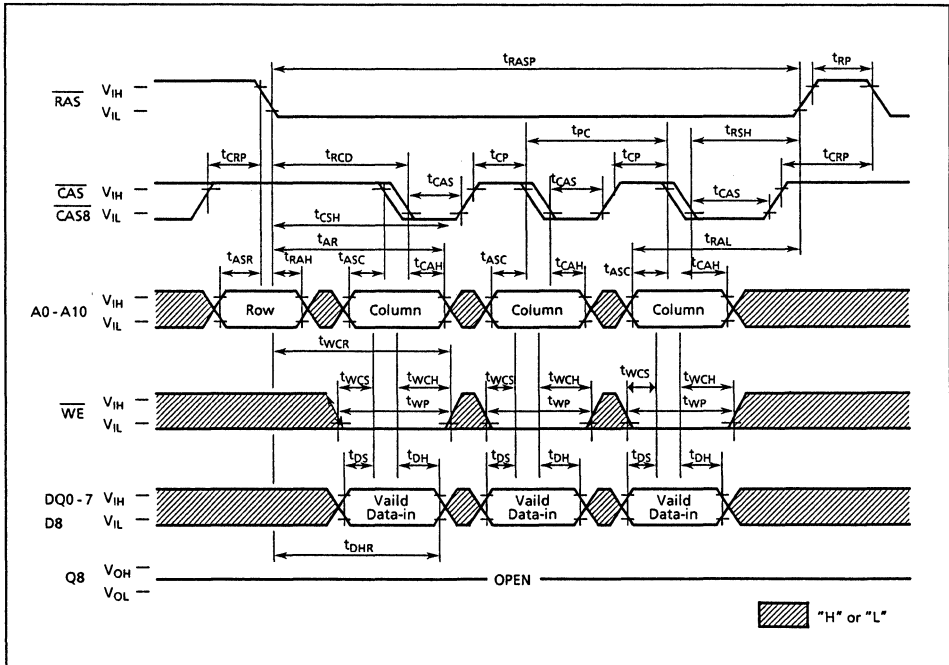 tRASP
tRP
RAS VIH
VIL
tPC
tRSH
tCRP
tRCD
tCP
tCP
tCRP
CAS VIH
tCAS
tCAS
tCAS
CAS8 VIL
tCSH
tAR
tRAL
tASR
tRAH
tASC
tCAH
tASC
tCAH
tASC
tCAH
A0 - A10 VIH
VIL
Row
Column
Column
Column
tWCR
tWCS
tWCH
tWCS
tWCH
tWCS
tWCH
WE VIH
VIL
tWP
tWP
tWP
tDS
tDH
tDS
tDH
tDS
tDH
DQ0 - 7 VIH
D8 VIL
Vaild
Data-in
Vaild
Data-in
Vaild
Data-in
tDHR
Q8 VOH
VOL
OPEN
"H" or "L"